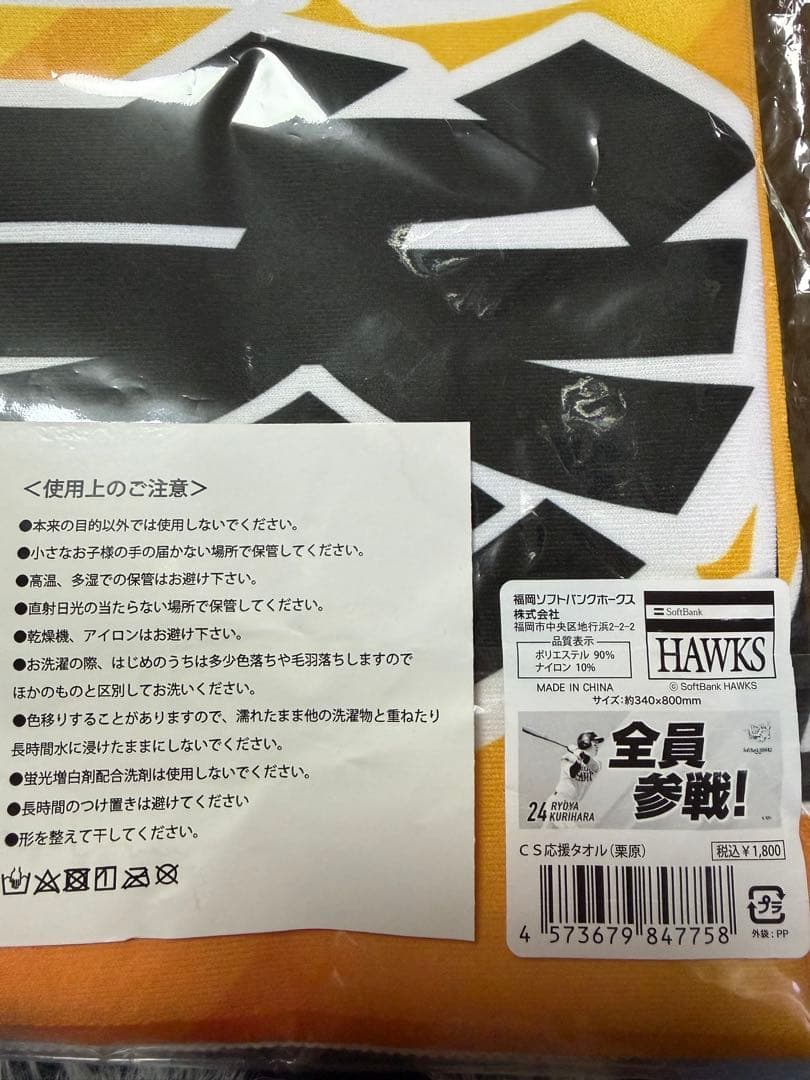 <使用上のご注意>
●本来の目的以外では使用しないでください。
●小さなお子様の手の届かない場所で保管してください。
●高温、多湿での保管はお避け下さい。
●直射日光の当たらない場所で保管してください。
●乾燥機、アイロンはお避け下さい。
●お洗濯の際、はじめのうちは多少色落ちや毛羽落ちしますので
ほかのものと区別してお洗いください。
●色移りすることがありますので、濡れたまま他の洗濯物と重ねたり
長時間水に浸けたままにしないでください。
●蛍光増白剤配合洗剤は使用しないでください。
●長時間のつけ置きは避けてください
●形を整えて干してください。
福岡ソフトバンクホークス
株式会社
福岡市中央区地行浜2-2-2
品質表示
ポリエステル 90%
ナイロン 10%
MADE IN CHINA
SoftBank
HAWKS
© SoftBank HAWKS
サイズ:約340×800mm
全員
参戦!
24 RYOYA
KURIHARA
CS応援タオル(栗原)
税込¥1,800
4 573679 847758
プラ
外袋:PP